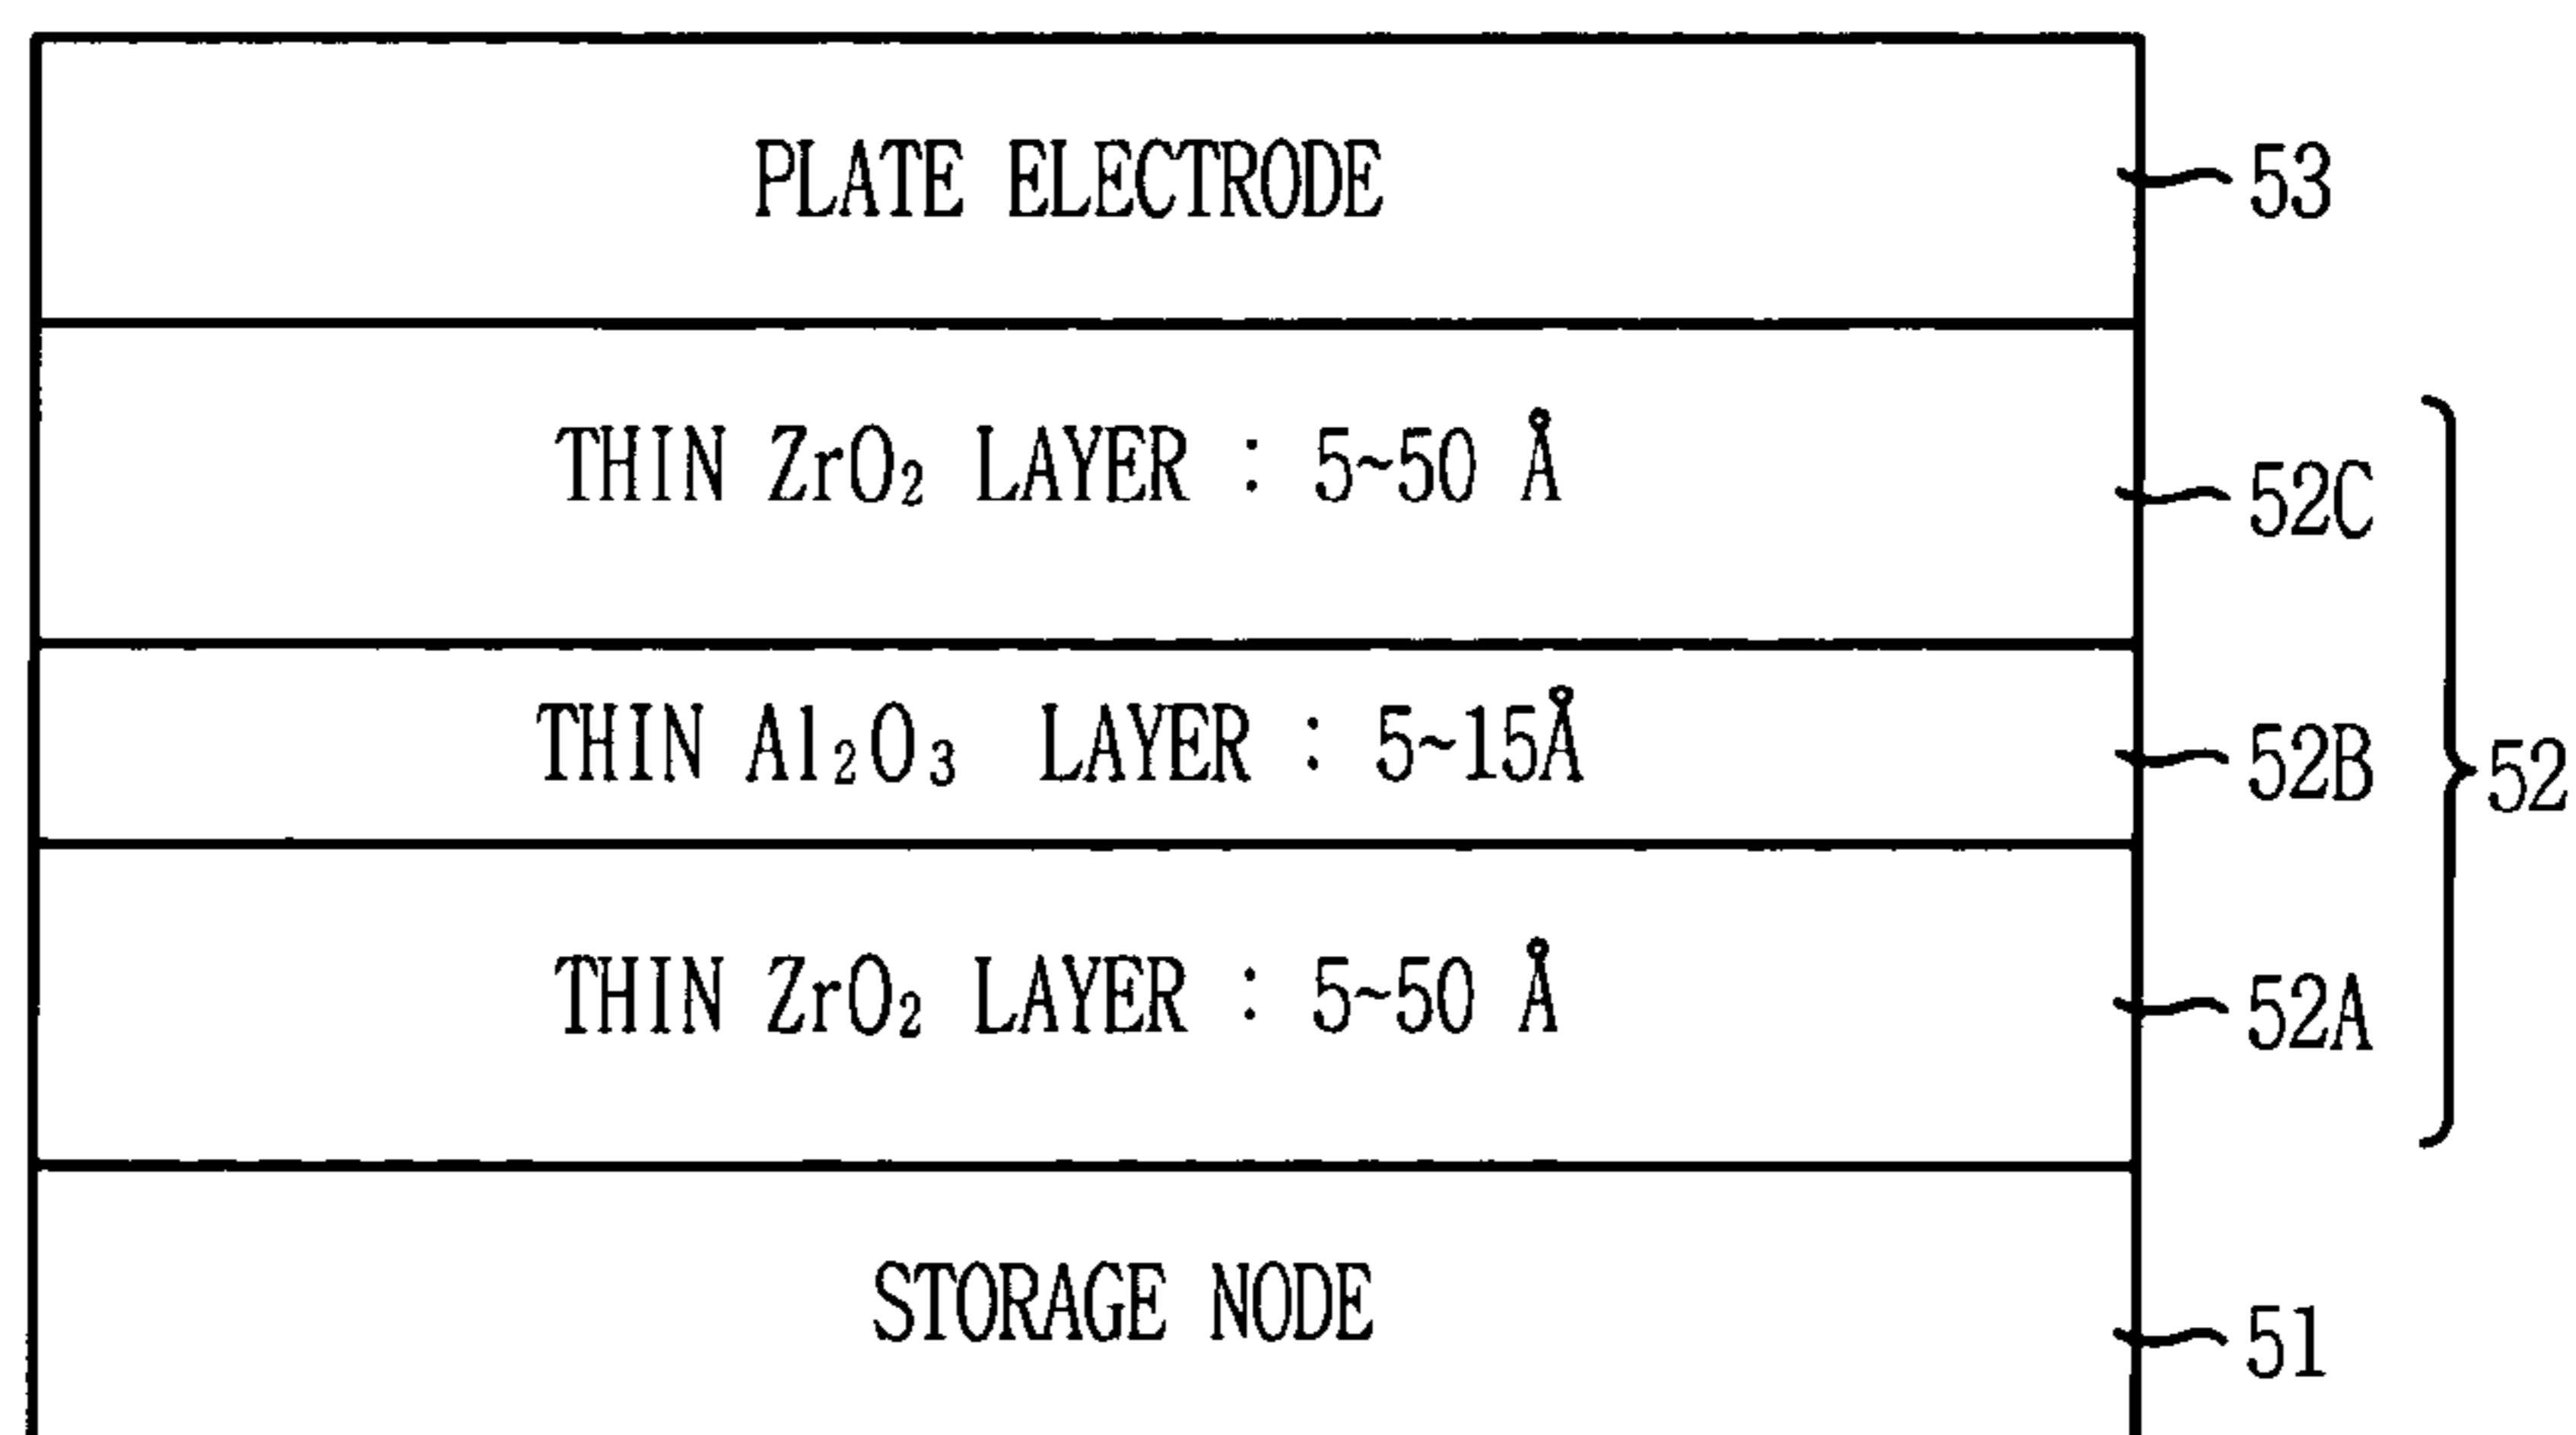 PLATE ELECTRODE 53
THIN ZrO₂ LAYER : 5~50 Å 52C
THIN Al₂O₃ LAYER : 5~15Å 52B
52
THIN ZrO₂ LAYER : 5~50 Å 52A
STORAGE NODE 51